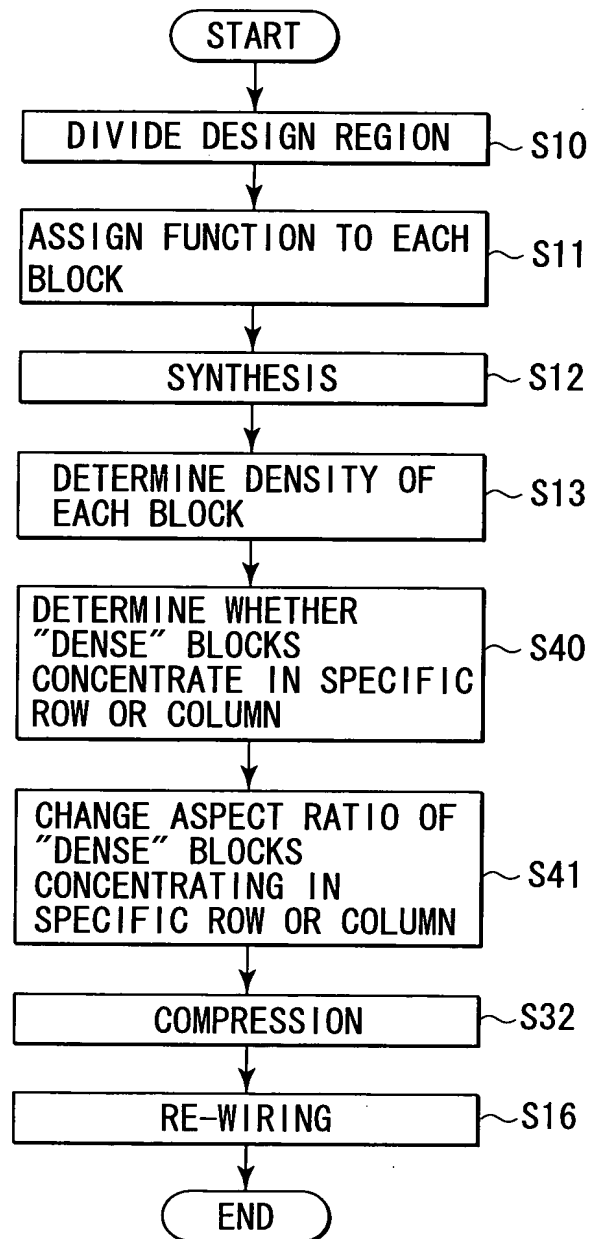 START
DIVIDE DESIGN REGION
S10
ASSIGN FUNCTION TO EACH
BLOCK
S11
SYNTHESIS
S12
DETERMINE DENSITY OF
EACH BLOCK
S13
DETERMINE WHETHER
"DENSE" BLOCKS
CONCENTRATE IN SPECIFIC
ROW OR COLUMN
S40
CHANGE ASPECT RATIO OF
"DENSE" BLOCKS
CONCENTRATING IN
SPECIFIC ROW OR COLUMN
S41
COMPRESSION
S32
RE-WIRING
S16
END